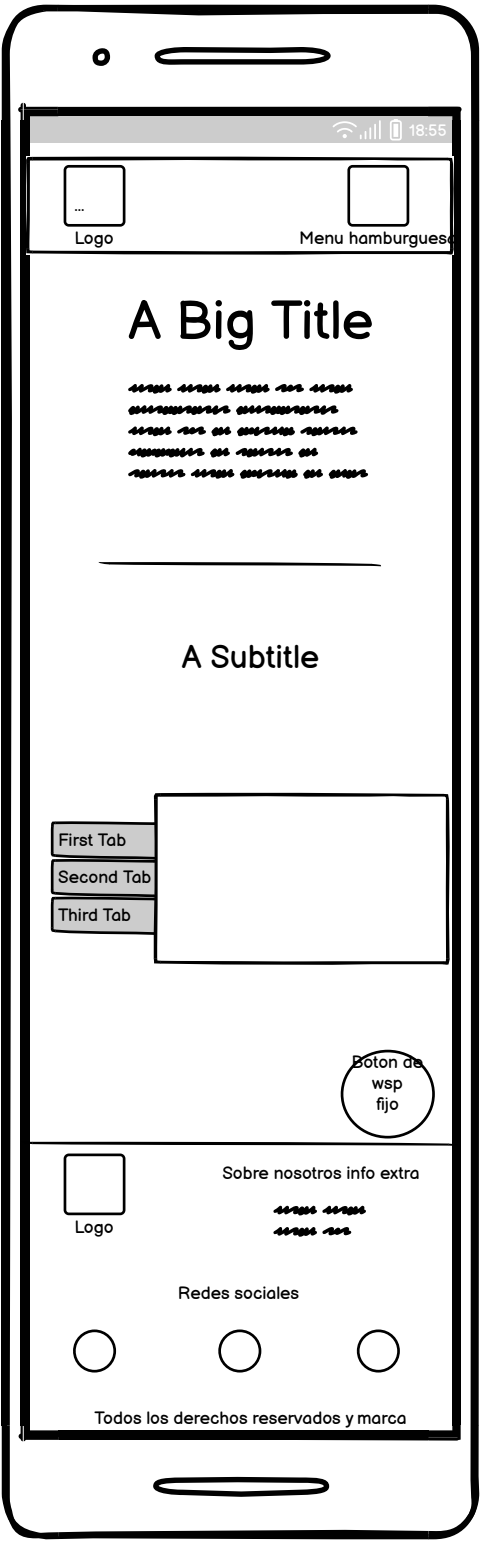 18:55
...
Logo
Menu hamburguesa
A Big Title
A Subtitle
First Tab
Second Tab
Third Tab
Boton de
wsp
fijo
Sobre nosotros info extra
Logo
Redes sociales
Todos los derechos reservados y marca